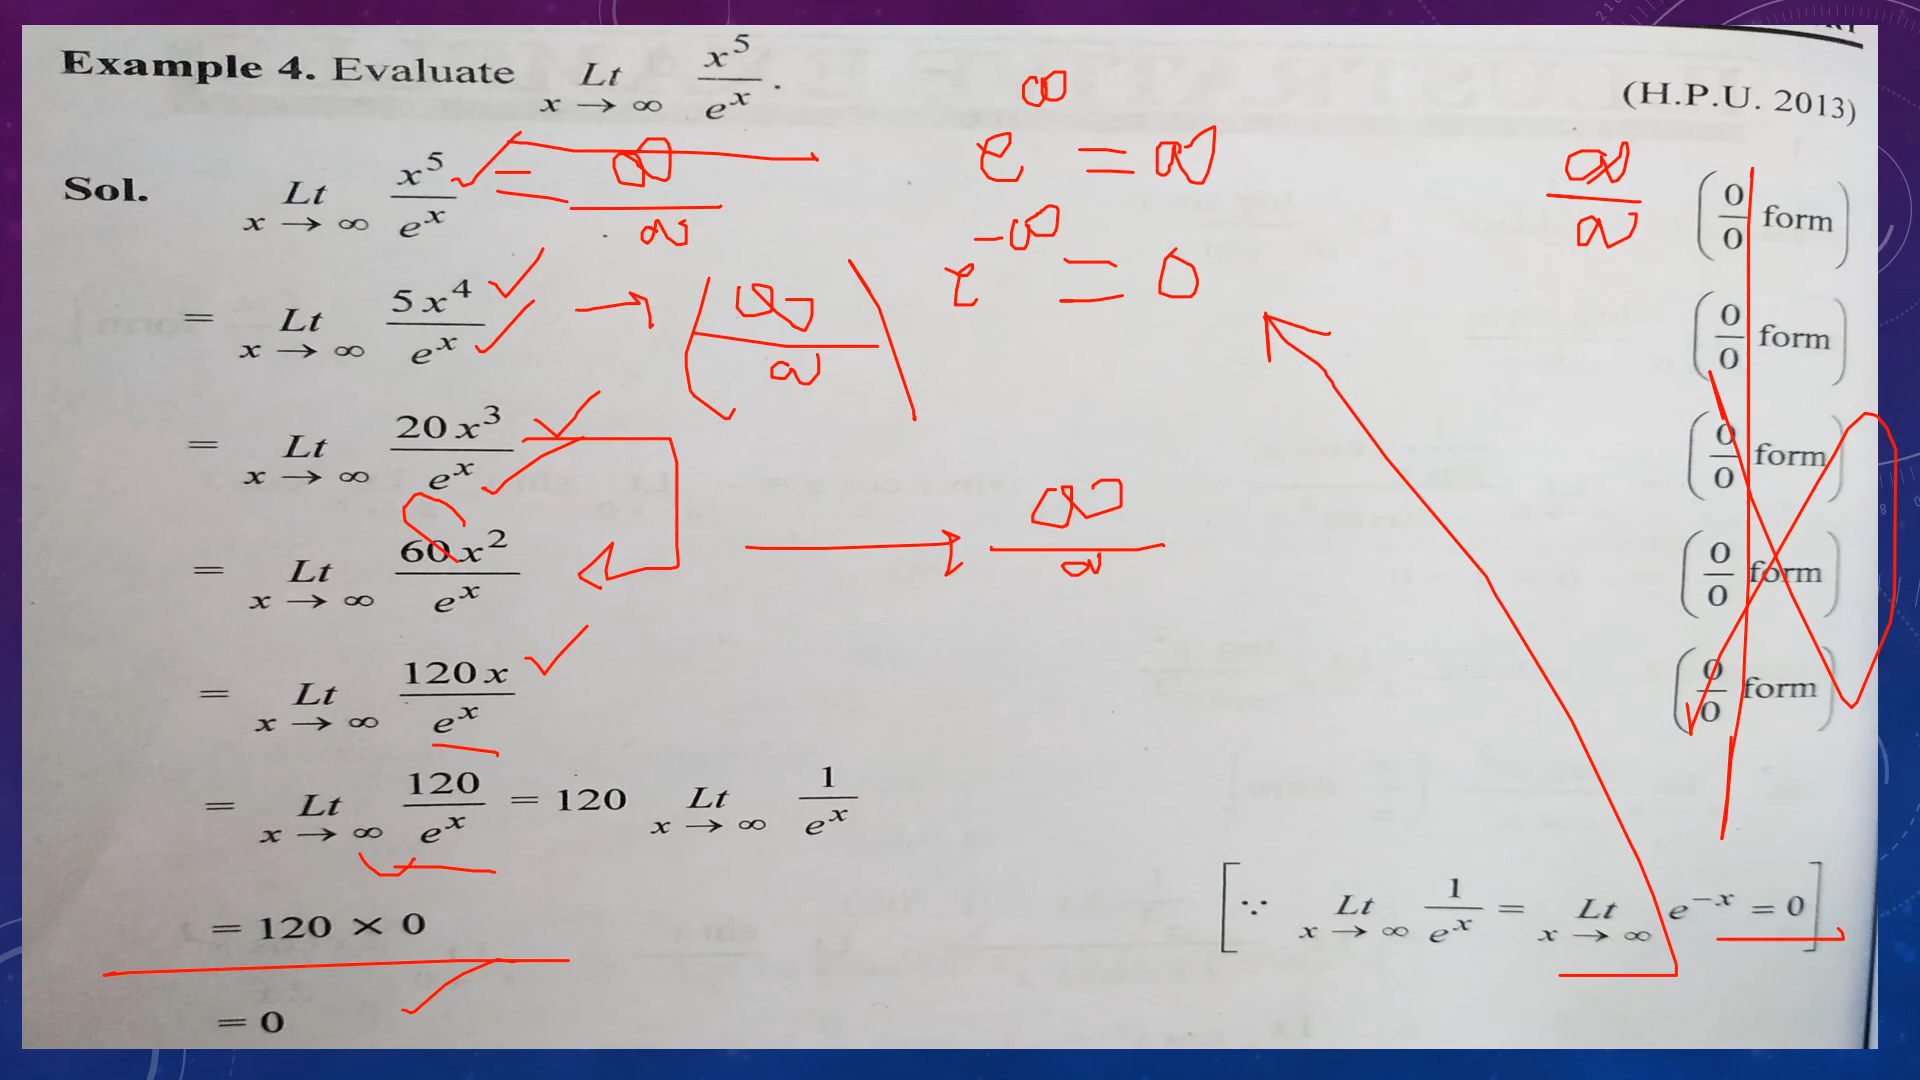 Example 4. Evaluate Lt x → ∞ x^5 / e^x . (H.P.U. 2013)
∞
e = ∞
Sol. Lt x → ∞ x^5 / e^x = ∞ / ∞ ∞ / ∞ (0/0 form)
-∞
e = 0
= Lt x → ∞ 5x^4 / e^x → (∞ / ∞) (0/0 form)
= Lt x → ∞ 20x^3 / e^x (0/0 form)
= Lt x → ∞ 60x^2 / e^x → ∞ / ∞ (0/0 form)
= Lt x → ∞ 120x / e^x (0/0 form)
= Lt x → ∞ 120 / e^x = 120 Lt x → ∞ 1 / e^x
= 120 × 0 [∵ Lt x → ∞ 1 / e^x = Lt x → ∞ e^-x = 0]
= 0